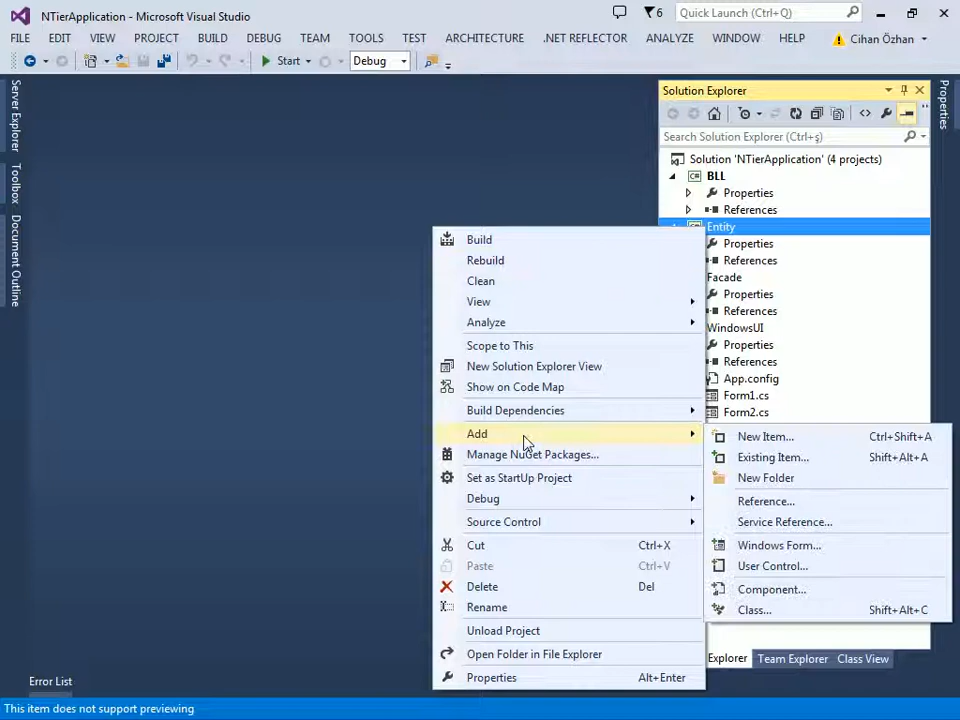 NTierApplication - Microsoft Visual Studio
6
Quick Launch (Ctrl+Q)
FILE EDIT VIEW PROJECT BUILD DEBUG TEAM TOOLS TEST ARCHITECTURE .NET REFLECTOR ANALYZE WINDOW HELP Cihan Özhan
Start Debug
Server Explorer
Toolbox
Document Outline
Solution Explorer
Properties
Search Solution Explorer (Ctrl+ş)
Solution 'NTierApplication' (4 projects)
BLL
Properties
References
Entity
Properties
References
Facade
Properties
References
WindowsUI
Properties
References
App.config
Form1.cs
Form2.cs
Build
Rebuild
Clean
View
Analyze
Scope to This
New Solution Explorer View
Show on Code Map
Build Dependencies
Add
Manage NuGet Packages...
Set as StartUp Project
Debug
Source Control
Cut Ctrl+X
Paste Ctrl+V
Delete Del
Rename
Unload Project
Open Folder in File Explorer
Properties Alt+Enter
New Item... Ctrl+Shift+A
Existing Item... Shift+Alt+A
New Folder
Reference...
Service Reference...
Windows Form...
User Control...
Component...
Class... Shift+Alt+C
Explorer Team Explorer Class View
Error List
This item does not support previewing